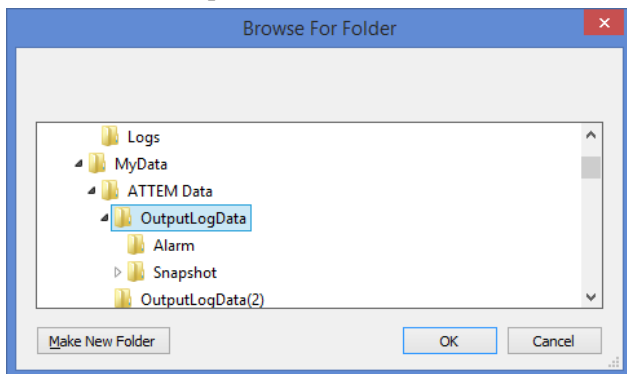 Browse For Folder
Logs
MyData
ATTEM Data
OutputLogData
Alarm
Snapshot
OutputLogData(2)
Make New Folder
OK
Cancel